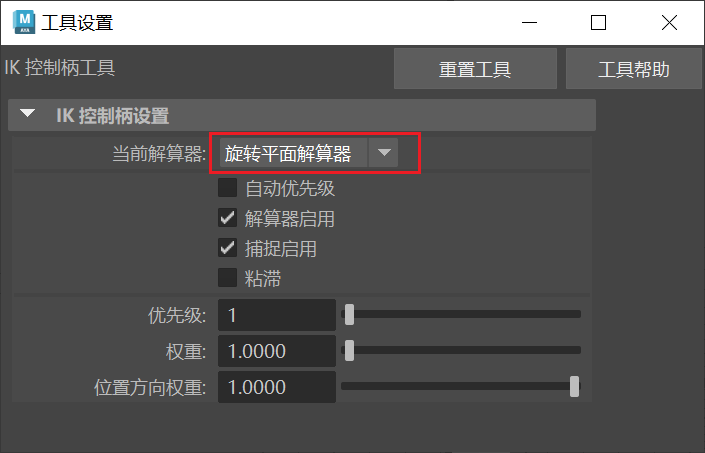 工具设置
IK 控制柄工具
重置工具
工具帮助
IK 控制柄设置
当前解算器: 旋转平面解算器
自动优先级
解算器启用
捕捉启用
粘滞
优先级: 1
权重: 1.0000
位置方向权重: 1.0000